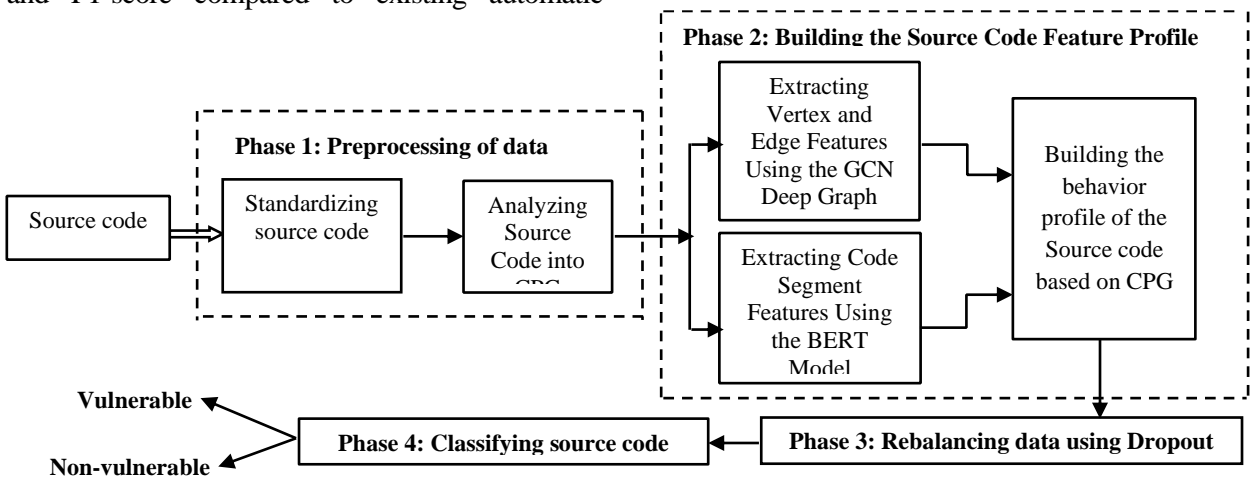 and F1-score compared to existing automatic
Phase 2: Building the Source Code Feature Profile
Extracting
Vertex and
Edge Features
Using the GCN
Deep Graph
Phase 1: Preprocessing of data
Source code
Standardizing
source code
Analyzing
Source
Code into
CPG
Extracting Code
Segment
Features Using
the BERT
Model
Building the
behavior
profile of the
Source code
based on CPG
Vulnerable
Non-vulnerable
Phase 4: Classifying source code
Phase 3: Rebalancing data using Dropout